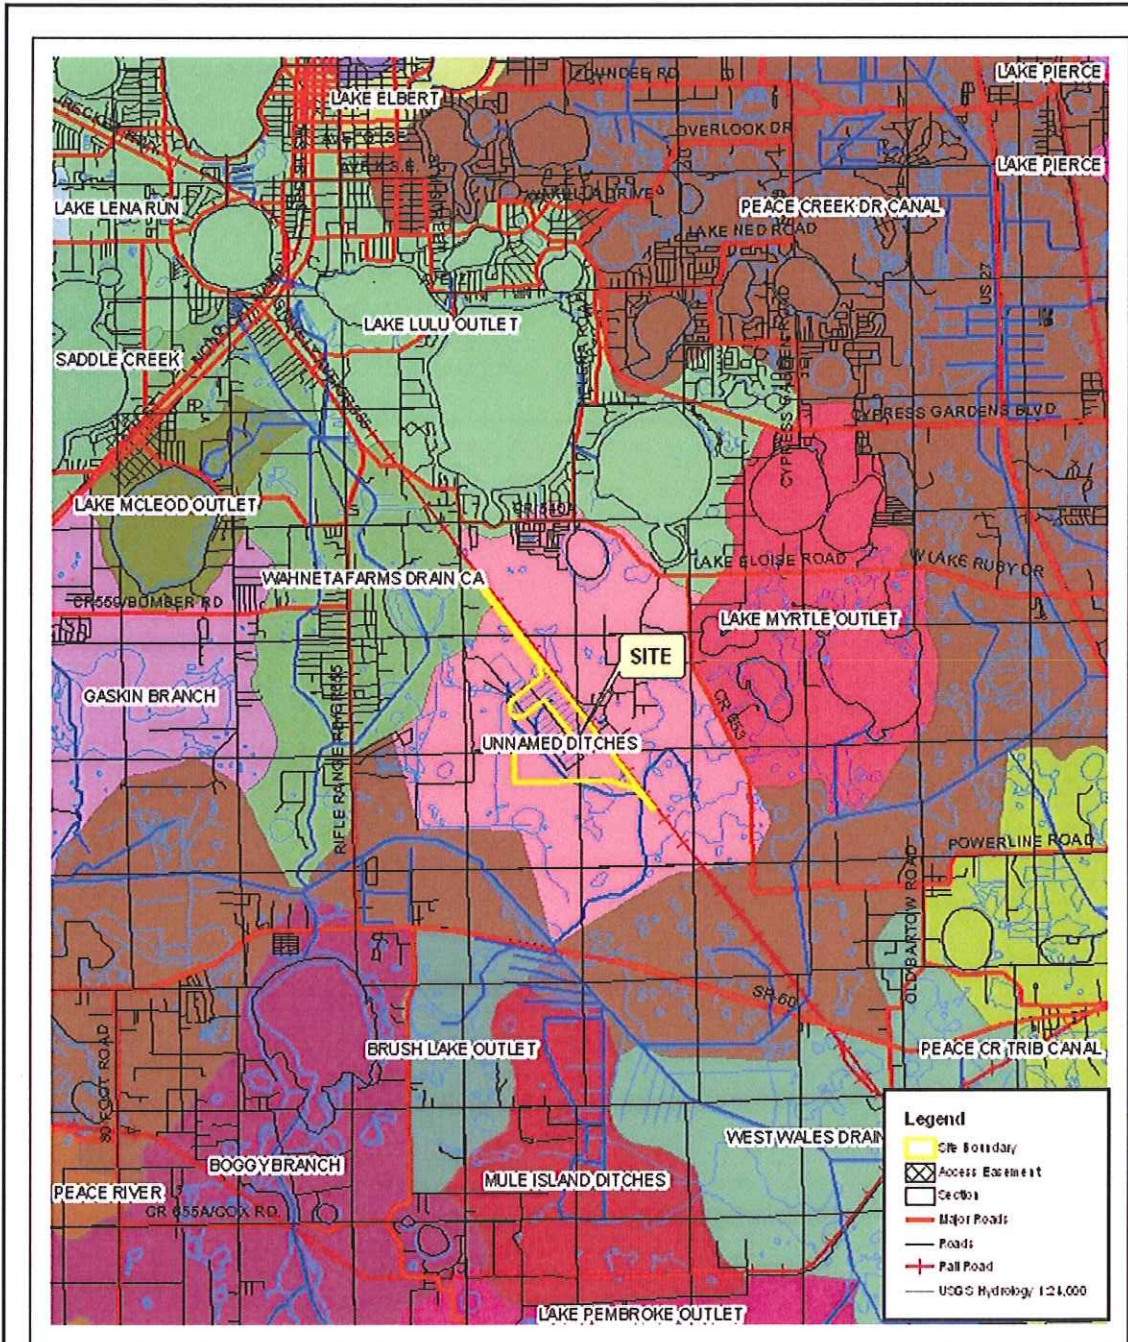 LAKE PIERCE
DUNDEE RD
LAKE ELBERT
OVERLOOK DR
LAKE PIERCE
LAKE LENA RUN
PEACE CREEK DR CANAL
LAKE NED ROAD
US 27
LAKE LULU OUTLET
SADDLE CREEK
CYPRESS GARDENS BLVD
LAKE MCLEOD OUTLET
CR 540A
LAKE ELOISE ROAD
W LAKE RUBY DR
WAHNETA FARMS DRAIN CA
CR559/BOMBER RD
LAKE MYRTLE OUTLET
SITE
GASKIN BRANCH
CR 653
UNNAMED DITCHES
RIFLE RANGE ROAD
POWERLINE ROAD
OLD BARTOW ROAD
SR 60
80 FOOT ROAD
BRUSH LAKE OUTLET
PEACE CR TRIB CANAL
WEST WALES DRAIN
BOGGY BRANCH
MULE ISLAND DITCHES
PEACE RIVER
CR 655A/COX RD.
LAKE PEMBROKE OUTLET
Legend
Site Boundary
Access Easement
Section
Major Roads
Roads
Rail Road
USGS Hydrology 1:24,000